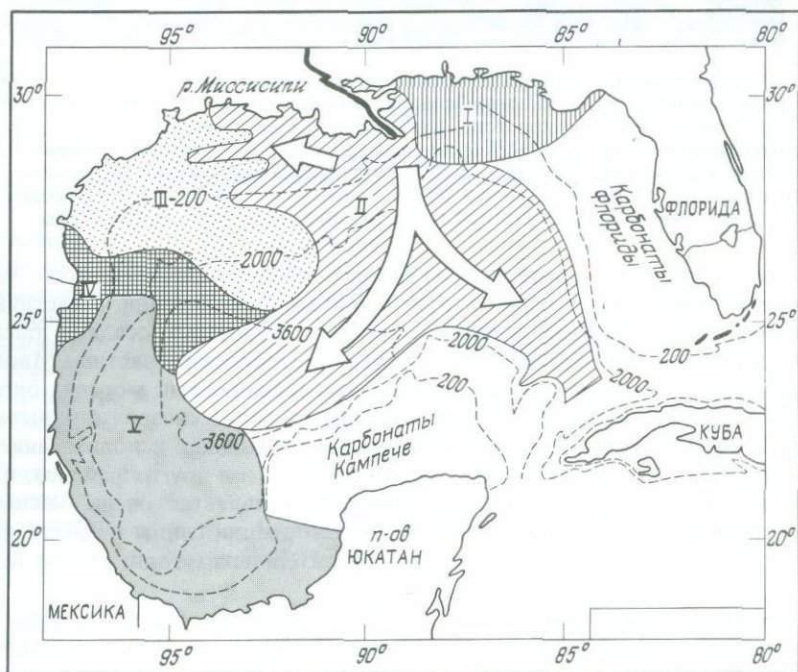 95° 90° 85° 80°
30° 30°
р. Миссисипи
I
II
III -200
Карбонаты
Флориды
ФЛОРИДА
2000
IV
25° 25°
3600
2000
200
200
2000
V
3600
Карбонаты
Кампече
КУБА
20° 20°
п-ов
ЮКАТАН
МЕКСИКА
95° 90° 85° 80°